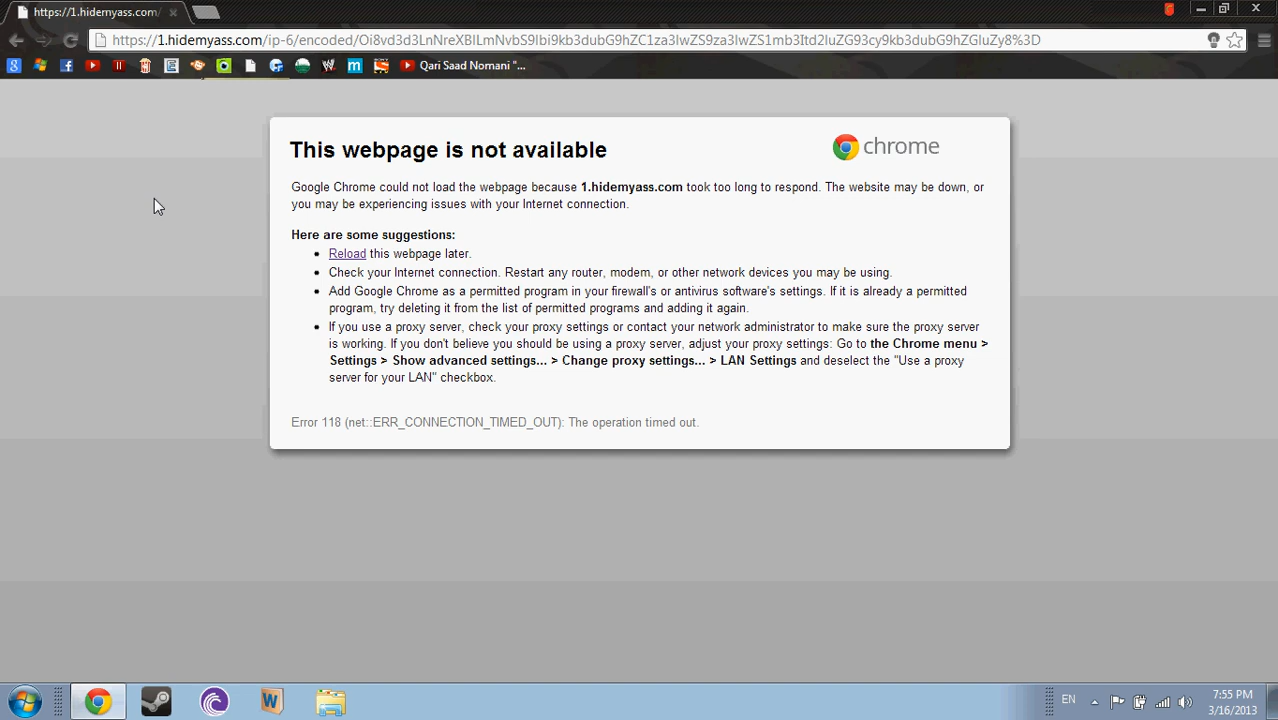 https://1.hidemyass.com/
https://1.hidemyass.com/ip-6/encoded/Oi8vd3d3LnNreXBlLmNvbS9lbi9kb3dubG9hZC1za3lwZS9za3lwZS1mb3Itd2luZG93cy9kb3dubG9hZGluZy8%3D
Qari Saad Nomani "...
This webpage is not available
chrome
Google Chrome could not load the webpage because 1.hidemyass.com took too long to respond. The website may be down, or
you may be experiencing issues with your Internet connection.
Here are some suggestions:
• Reload this webpage later.
• Check your Internet connection. Restart any router, modem, or other network devices you may be using.
• Add Google Chrome as a permitted program in your firewall's or antivirus software's settings. If it is already a permitted
program, try deleting it from the list of permitted programs and adding it again.
• If you use a proxy server, check your proxy settings or contact your network administrator to make sure the proxy server
is working. If you don't believe you should be using a proxy server, adjust your proxy settings: Go to the Chrome menu >
Settings > Show advanced settings... > Change proxy settings... > LAN Settings and deselect the "Use a proxy
server for your LAN" checkbox.
Error 118 (net::ERR_CONNECTION_TIMED_OUT): The operation timed out.
EN
7:55 PM
3/16/2013